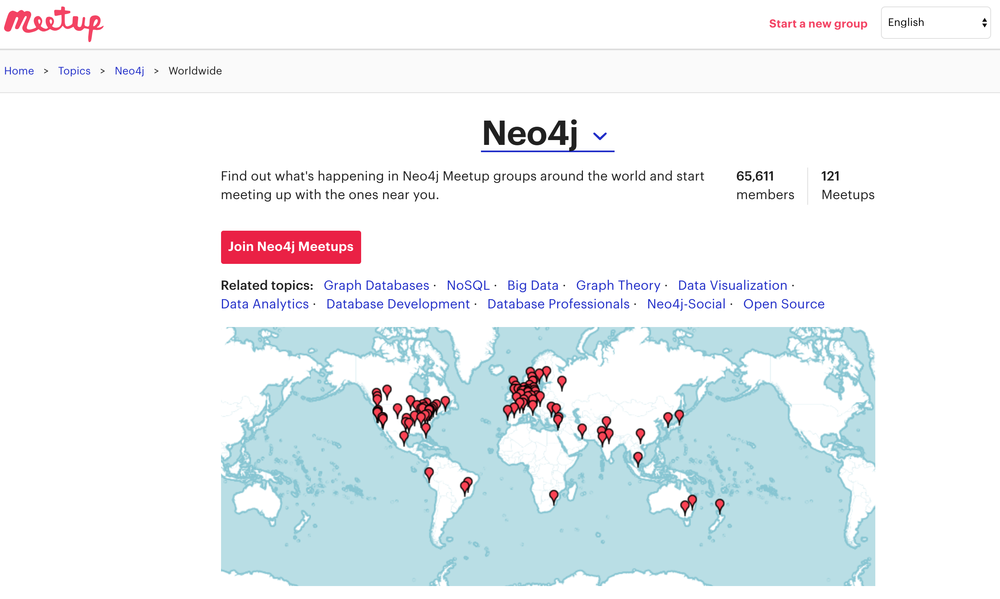 Meetup
Start a new group
English
Home > Topics > Neo4j > Worldwide
Neo4j
Find out what's happening in Neo4j Meetup groups around the world and start
meeting up with the ones near you.
65,611
members
121
Meetups
Join Neo4j Meetups
Related topics: Graph Databases · NoSQL · Big Data · Graph Theory · Data Visualization ·
Data Analytics · Database Development · Database Professionals · Neo4j-Social · Open Source